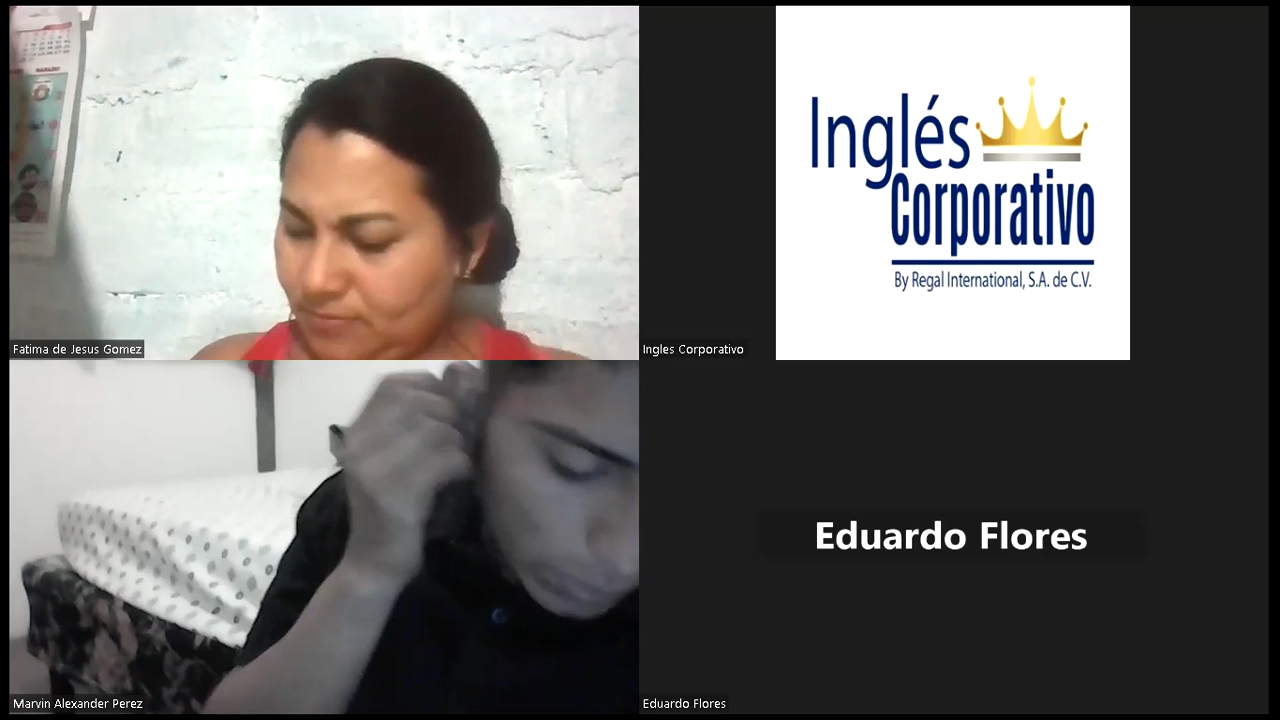 Inglés
Corporativo
By Regal International, S.A. de C.V.
Fatima de Jesus Gomez
Ingles Corporativo
Eduardo Flores
Marvin Alexander Perez
Eduardo Flores